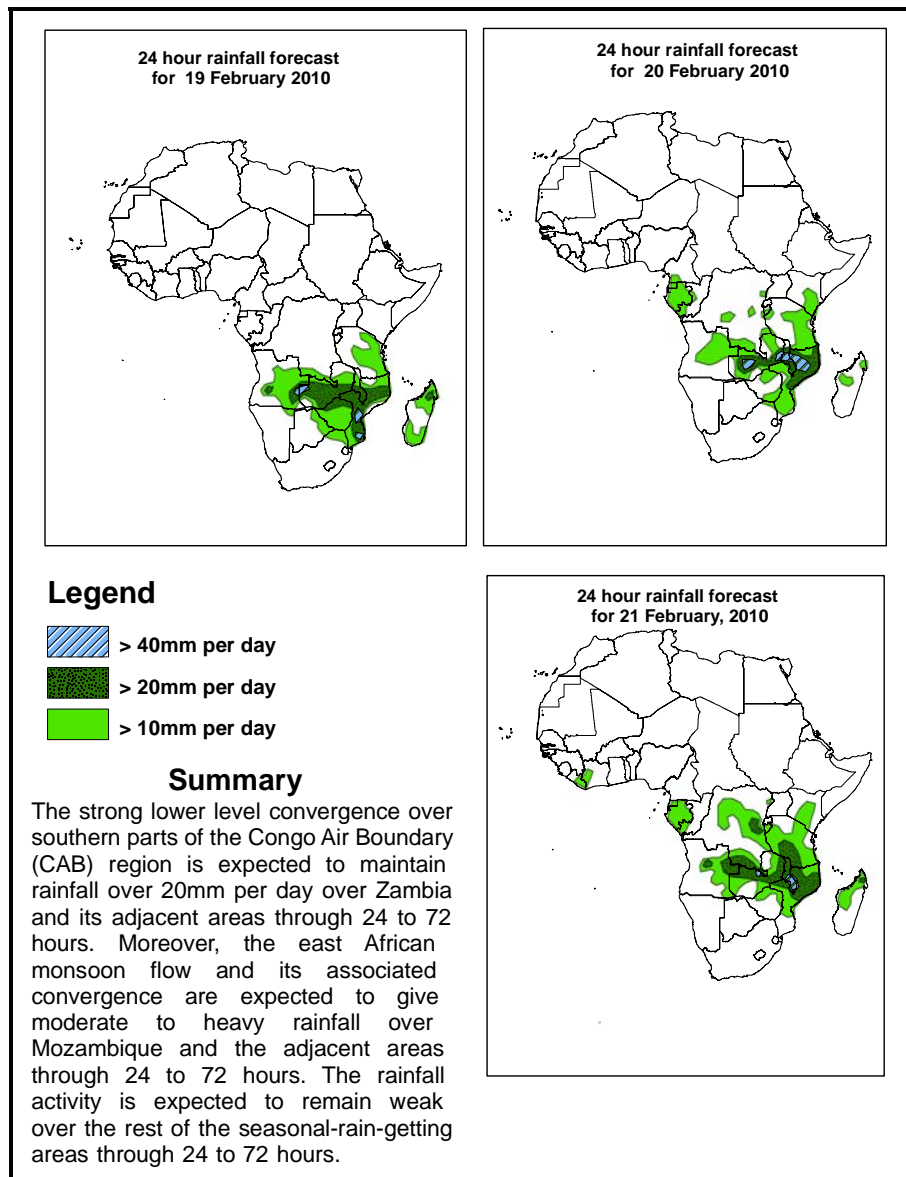 24 hour rainfall forecast
for 19 February 2010
24 hour rainfall forecast
for 20 February 2010
Legend
> 40mm per day
> 20mm per day
> 10mm per day
24 hour rainfall forecast
for 21 February, 2010
Summary
The strong lower level convergence over
southern parts of the Congo Air Boundary
(CAB) region is expected to maintain
rainfall over 20mm per day over Zambia
and its adjacent areas through 24 to 72
hours. Moreover, the east African
monsoon flow and its associated
convergence are expected to give
moderate to heavy rainfall over
Mozambique and the adjacent areas
through 24 to 72 hours. The rainfall
activity is expected to remain weak
over the rest of the seasonal-rain-getting
areas through 24 to 72 hours.